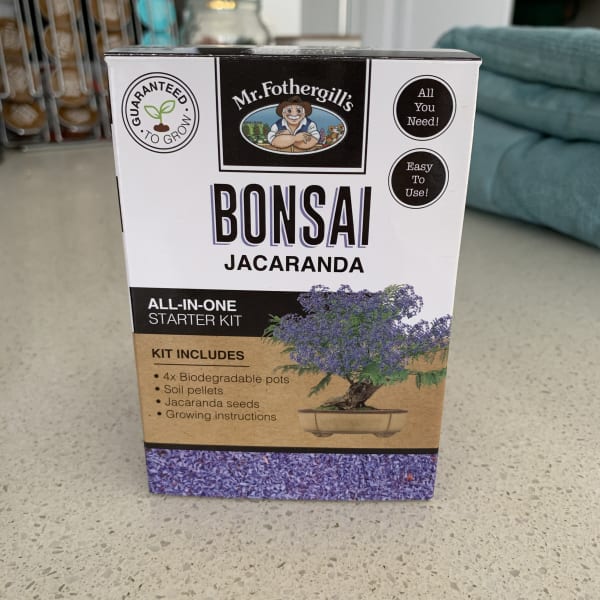 GUARANTEED
• TO GROW •
Mr.Fothergill's
All
You
Need!
Easy
To
Use!
BONSAI
JACARANDA
ALL-IN-ONE
STARTER KIT
KIT INCLUDES
• 4x Biodegradable pots
• Soil pellets
• Jacaranda seeds
• Growing instructions